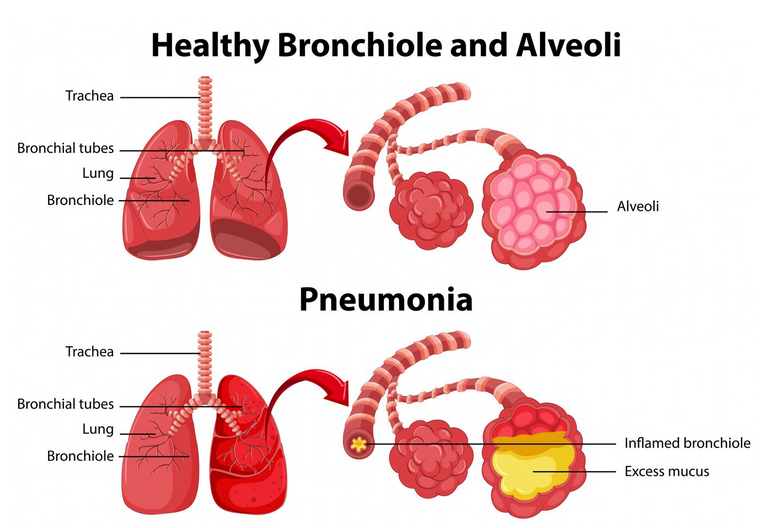 Healthy Bronchiole and Alveoli
Trachea
Bronchial tubes
Lung
Bronchiole
Alveoli
Pneumonia
Trachea
Bronchial tubes
Lung
Bronchiole
Inflamed bronchiole
Excess mucus